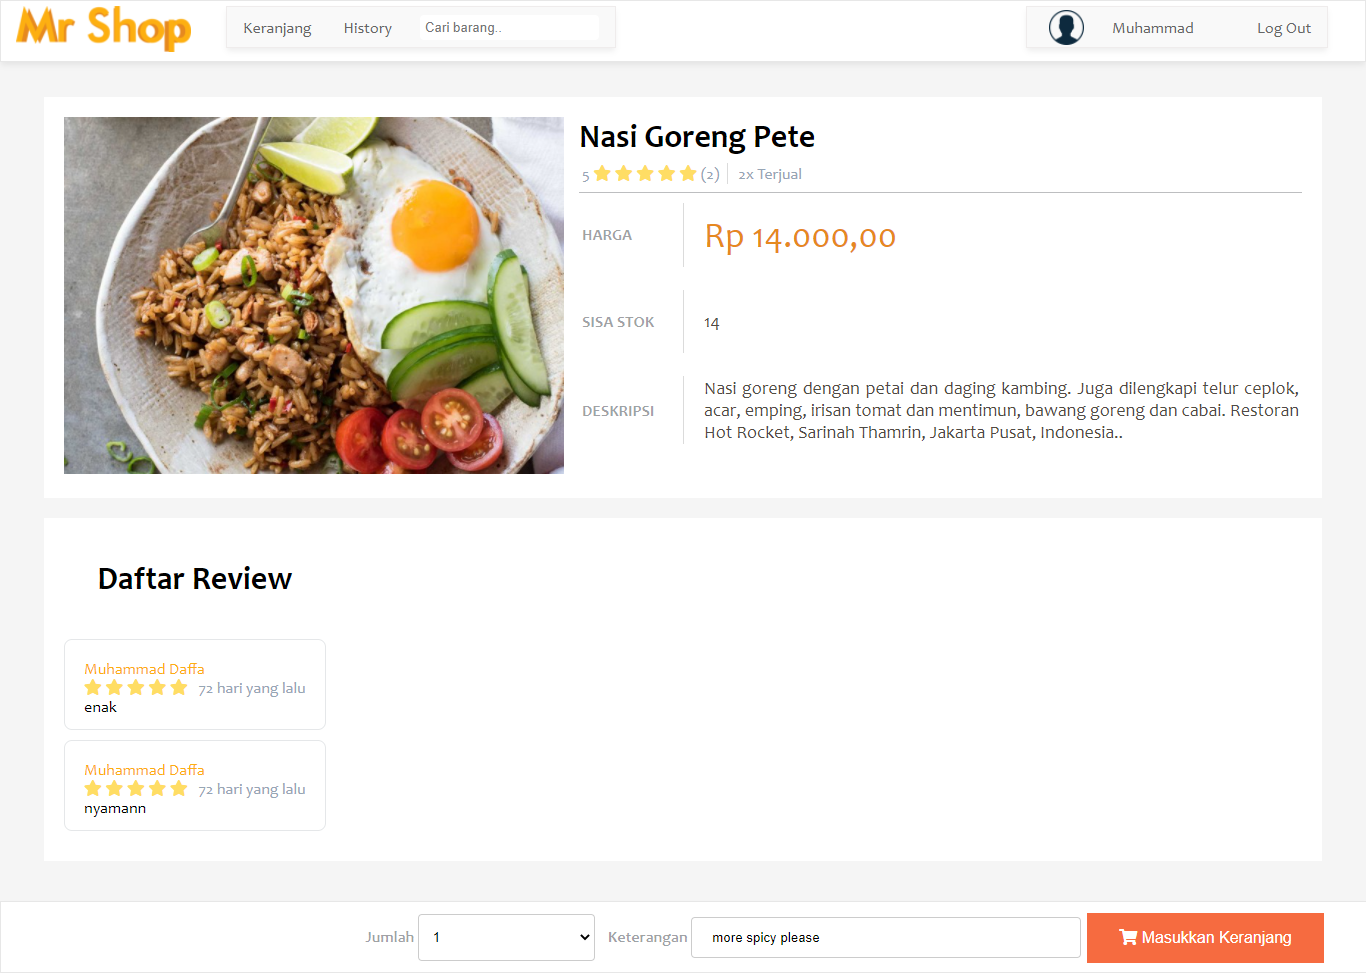 Mr Shop
Keranjang
History
Cari barang..
Muhammad
Log Out
Nasi Goreng Pete
5 (2) 2x Terjual
HARGA
Rp 14.000,00
SISA STOK
14
DESKRIPSI
Nasi goreng dengan petai dan daging kambing. Juga dilengkapi telur ceplok,
acar, emping, irisan tomat dan mentimun, bawang goreng dan cabai. Restoran
Hot Rocket, Sarinah Thamrin, Jakarta Pusat, Indonesia..
Daftar Review
Muhammad Daffa
72 hari yang lalu
enak
Muhammad Daffa
72 hari yang lalu
nyamann
Jumlah
1
Keterangan
more spicy please
Masukkan Keranjang